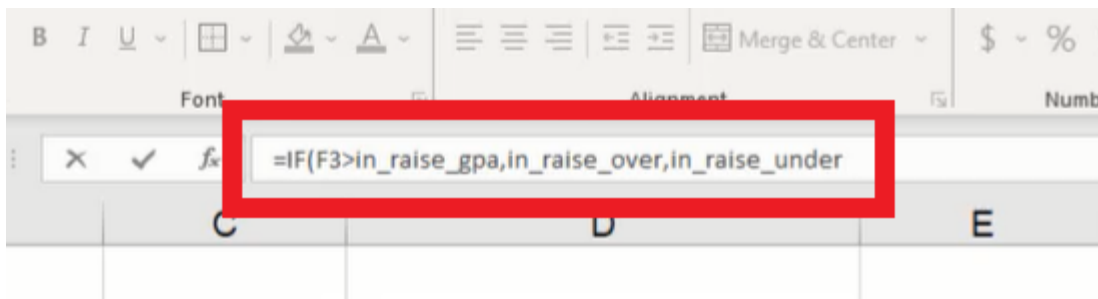 B I U A Merge & Center $ %
Font Alignment Numb
fx =IF(F3>in_raise_gpa,in_raise_over,in_raise_under
C D E